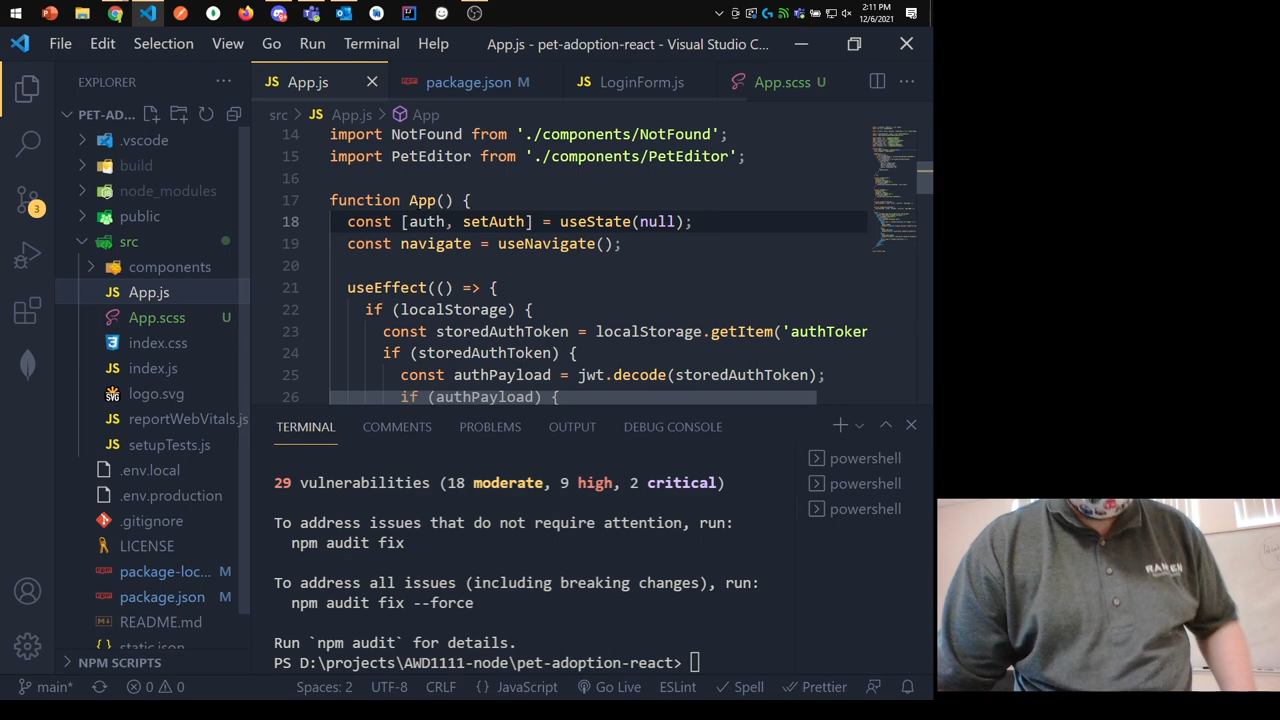 2:11 PM
12/6/2021
File Edit Selection View Go Run Terminal Help App.js - pet-adoption-react - Visual Studio C...
EXPLORER
PET-AD...
.vscode
build
node_modules
public
src
components
App.js
App.scss U
index.css
index.js
logo.svg
reportWebVitals.js
setupTests.js
.env.local
.env.production
.gitignore
LICENSE
package-loc... M
package.json M
README.md
static.json
NPM SCRIPTS
3
JS App.js package.json M JS LoginForm.js App.scss U
src JS App.js App
14 import NotFound from './components/NotFound';
15 import PetEditor from './components/PetEditor';
16
17 function App() {
18 const [auth, setAuth] = useState(null);
19 const navigate = useNavigate();
20
21 useEffect(() => {
22 if (localStorage) {
23 const storedAuthToken = localStorage.getItem('authToken
24 if (storedAuthToken) {
25 const authPayload = jwt.decode(storedAuthToken);
26 if (authPayload) {
TERMINAL COMMENTS PROBLEMS OUTPUT DEBUG CONSOLE
29 vulnerabilities (18 moderate, 9 high, 2 critical)
To address issues that do not require attention, run:
npm audit fix
To address all issues (including breaking changes), run:
npm audit fix --force
Run `npm audit` for details.
PS D:\projects\AWD1111-node\pet-adoption-react>
powershell
powershell
powershell
main* 0 0 Spaces: 2 UTF-8 CRLF {} JavaScript Go Live ESLint Spell Prettier